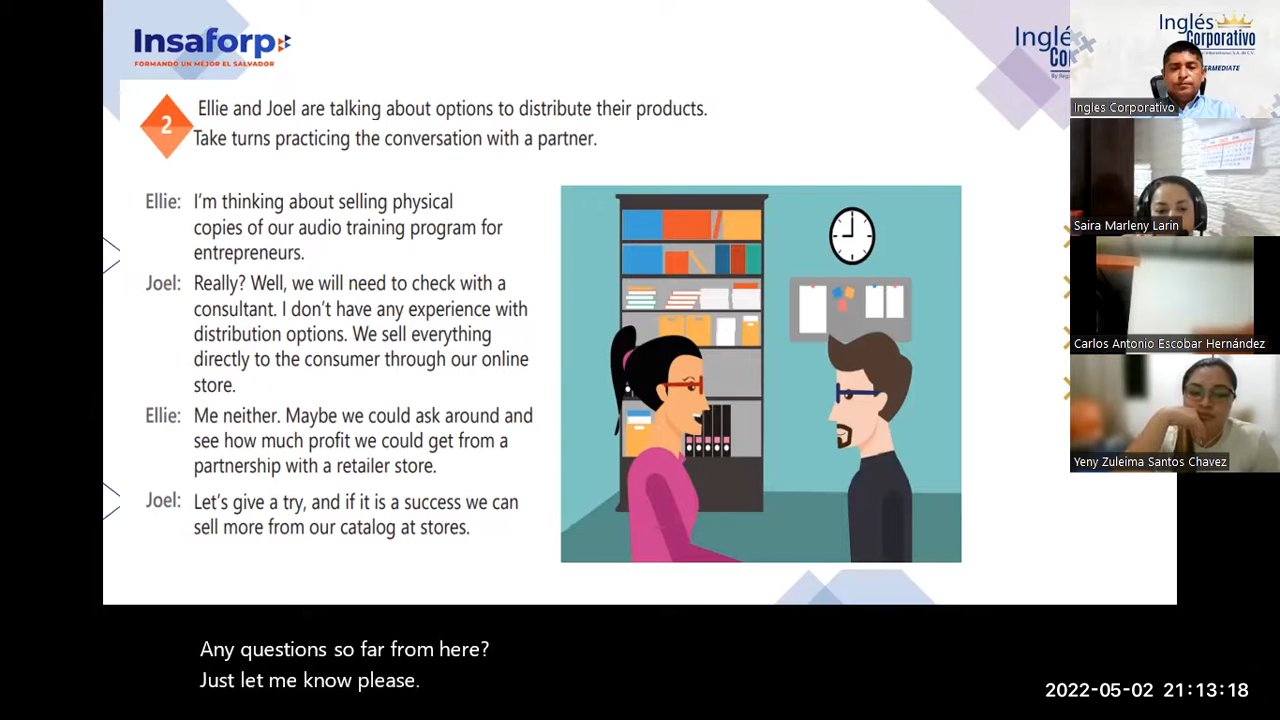 Insaforp
FORMANDO UN MEJOR EL SALVADOR
2
Ellie and Joel are talking about options to distribute their products.
Take turns practicing the conversation with a partner.
Ellie: I'm thinking about selling physical
copies of our audio training program for
entrepreneurs.
Joel: Really? Well, we will need to check with a
consultant. I don't have any experience with
distribution options. We sell everything
directly to the consumer through our online
store.
Ellie: Me neither. Maybe we could ask around and
see how much profit we could get from a
partnership with a retailer store.
Joel: Let's give a try, and if it is a success we can
sell more from our catalog at stores.
Inglés
Corporativo
Ingles Corporativo
Saira Marleny Larin
Carlos Antonio Escobar Hernández
Yeny Zuleima Santos Chavez
Any questions so far from here?
Just let me know please.
2022-05-02 21:13:18